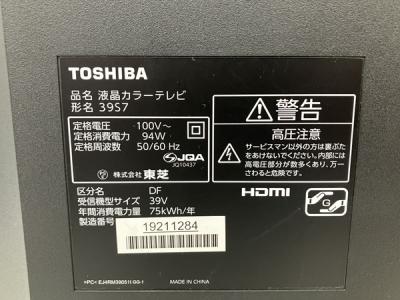 TOSHIBA
品名 液晶カラーテレビ
形名 39S7
定格電圧 100V~
定格消費電力 94W
定格周波数 50/60 Hz
JQA
JQ10437
株式会社 東芝
警告
高圧注意
サービスマン以外の方は裏ぶた
をあけないでください。内部には
高電圧部分が数多くあり、万一
さわると危険です。
区分名 DF
受信機型サイズ 39V
年間消費電力量 75kWh/年
製造番号
19211284
HDMI
G
MADE IN CHINA